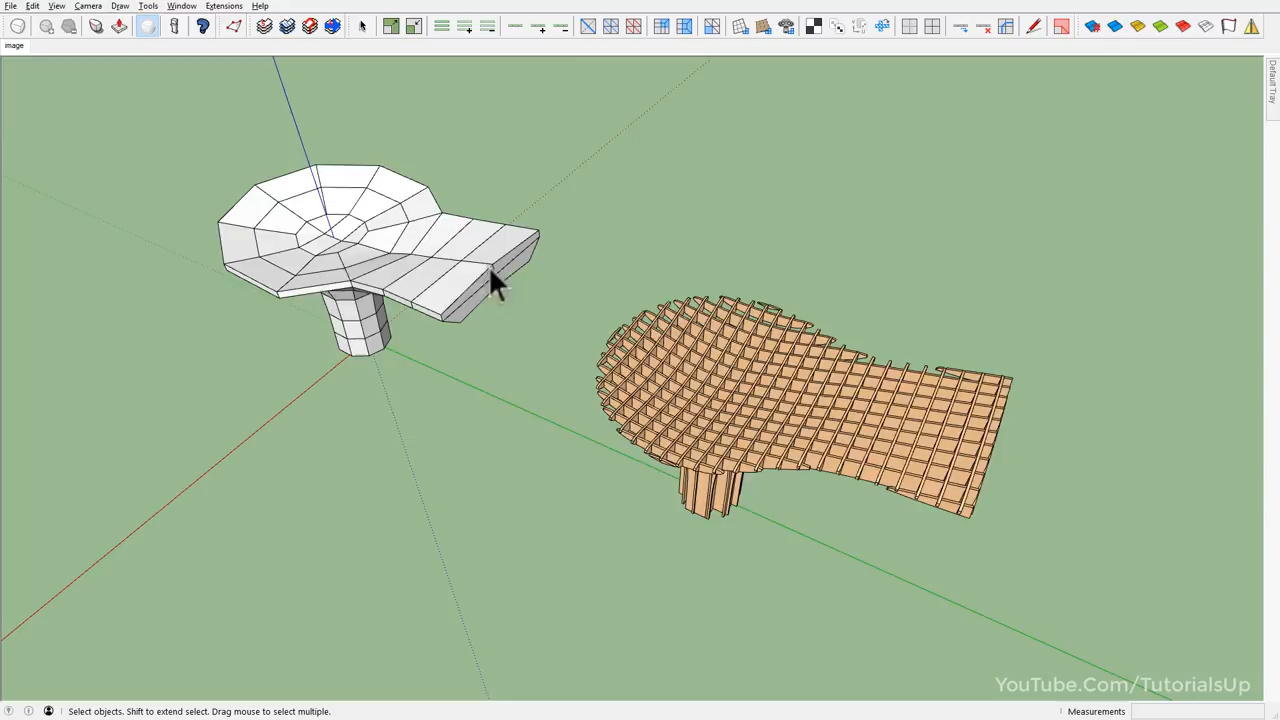 File Edit View Camera Draw Tools Window Extensions Help
image
Default Tray
YouTube.Com/TutorialsUp
Select objects. Shift to extend select. Drag mouse to select multiple.
Measurements